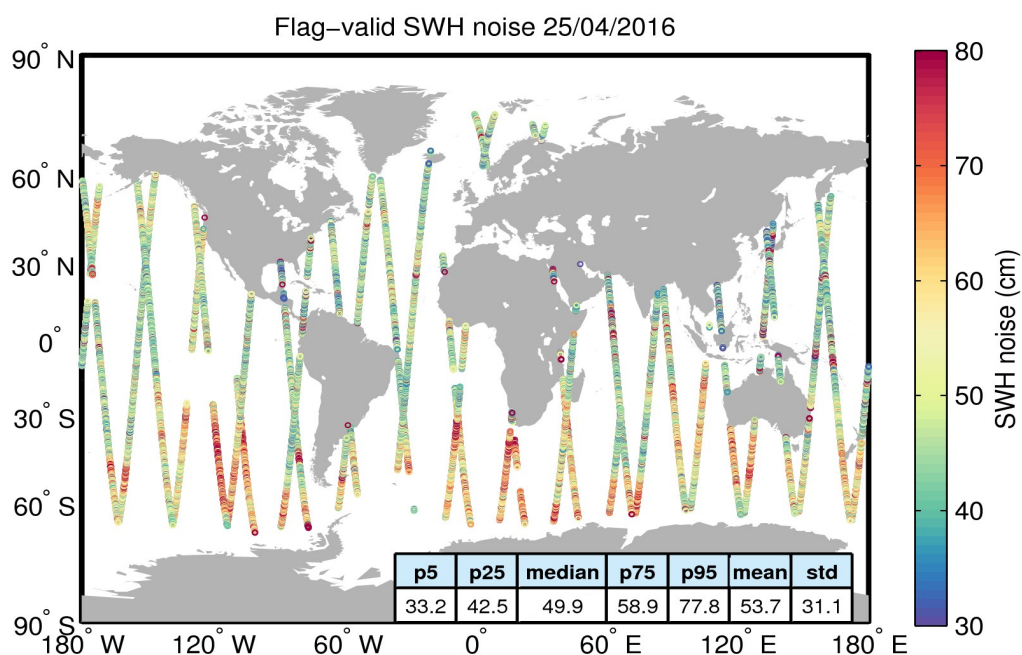 Flag−valid SWH noise 25/04/2016
90° N
60° N
30° N
0°
30° S
60° S
90° S
180° W
120° W
60° W
0°
60° E
120° E
180° E
80
70
60
50
40
30
SWH noise (cm)
p5 p25 median p75 p95 mean std
33.2 42.5 49.9 58.9 77.8 53.7 31.1